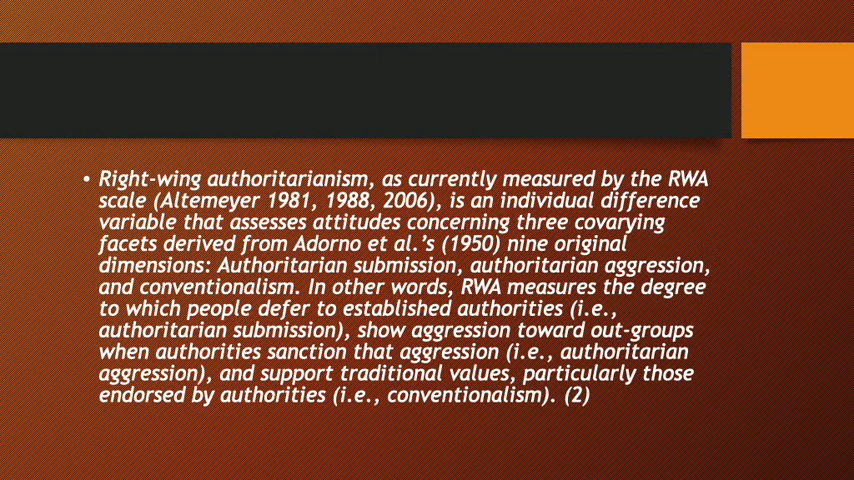 • Right-wing authoritarianism, as currently measured by the RWA
scale (Altemeyer 1981, 1988, 2006), is an individual difference
variable that assesses attitudes concerning three covarying
facets derived from Adorno et al.’s (1950) nine original
dimensions: Authoritarian submission, authoritarian aggression,
and conventionalism. In other words, RWA measures the degree
to which people defer to established authorities (i.e.,
authoritarian submission), show aggression toward out-groups
when authorities sanction that aggression (i.e., authoritarian
aggression), and support traditional values, particularly those
endorsed by authorities (i.e., conventionalism). (2)